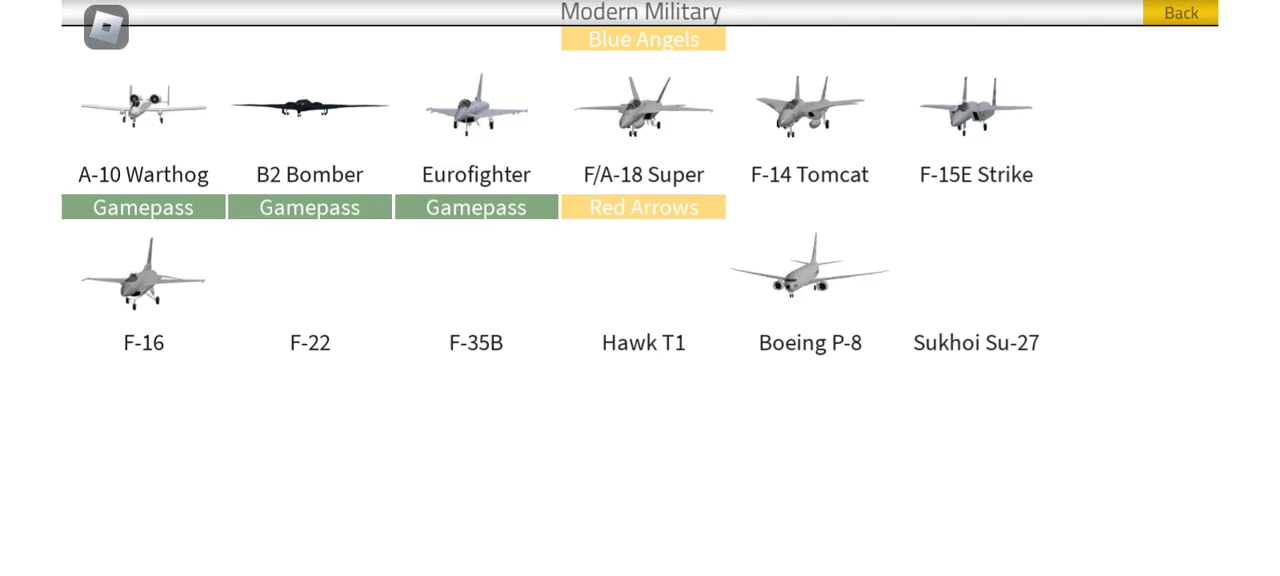 Modern Military
Back
Blue Angels
A-10 Warthog
B2 Bomber
Eurofighter
F/A-18 Super
F-14 Tomcat
F-15E Strike
Gamepass
Gamepass
Gamepass
Red Arrows
F-16
F-22
F-35B
Hawk T1
Boeing P-8
Sukhoi Su-27